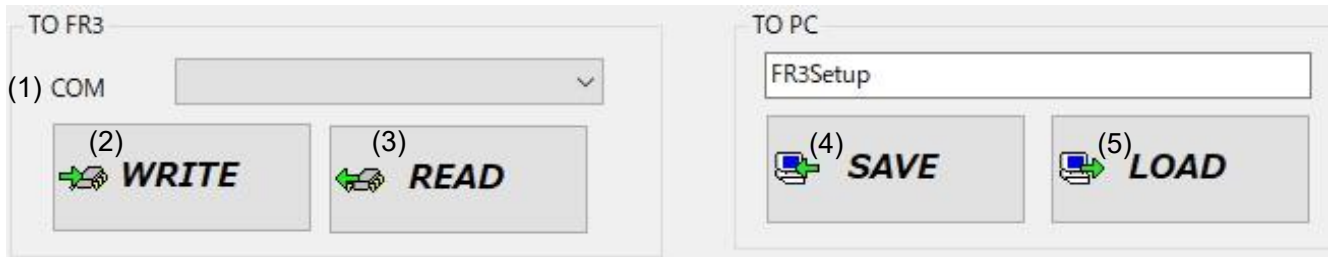 TO FR3
(1) COM
(2) WRITE
(3) READ
TO PC
FR3Setup
(4) SAVE
(5) LOAD